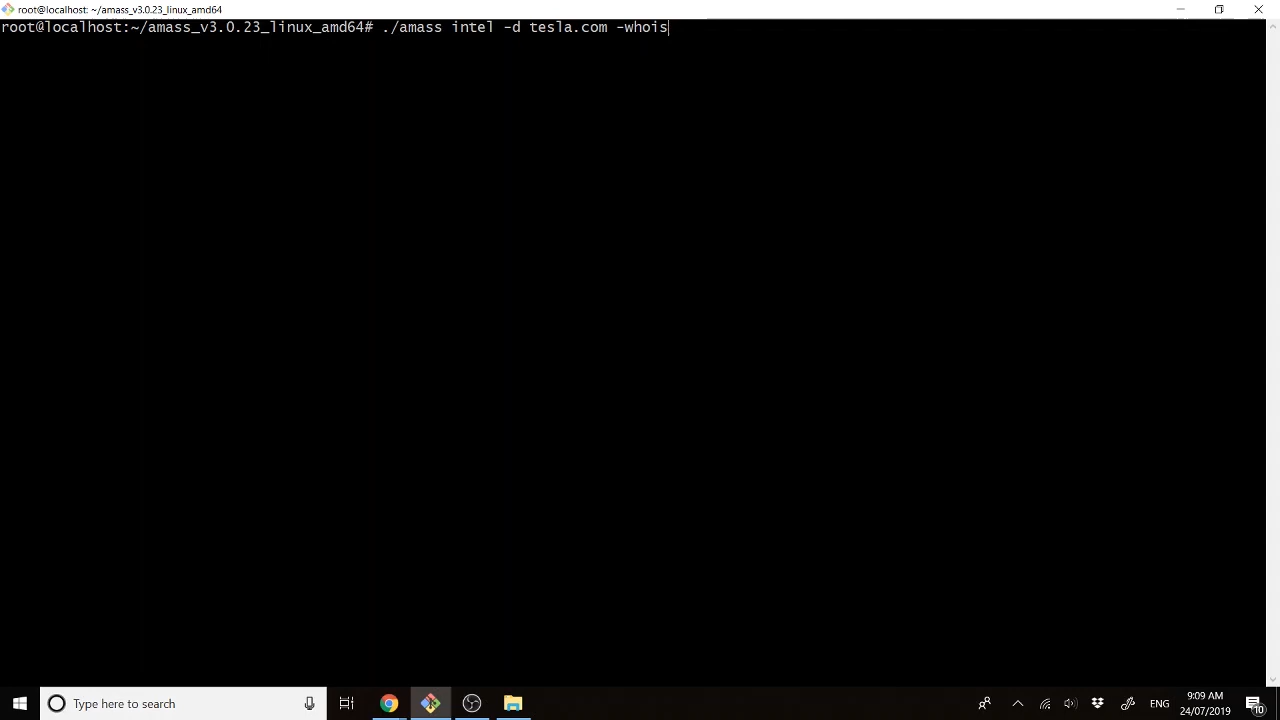 root@localhost: ~/amass_v3.0.23_linux_amd64
root@localhost:~/amass_v3.0.23_linux_amd64# ./amass intel -d tesla.com -whois
Type here to search
ENG
9:09 AM
24/07/2019
10